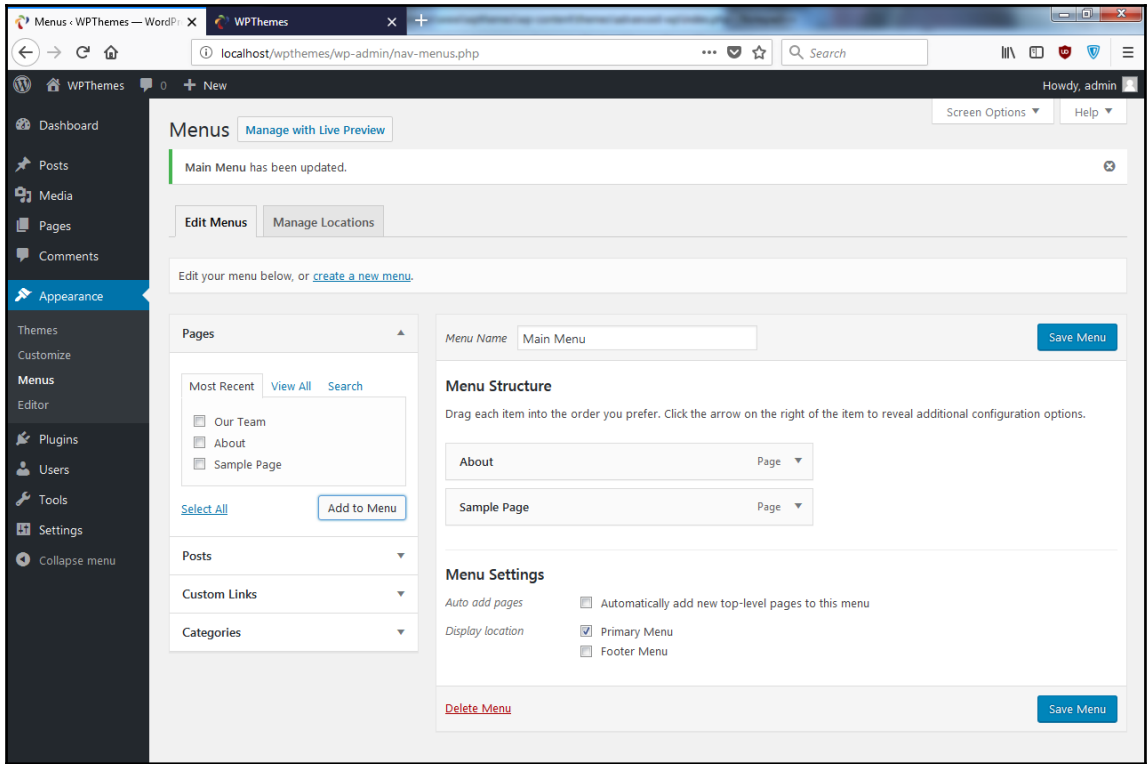 Menus ‹ WPThemes — WordPr
WPThemes
localhost/wpthemes/wp-admin/nav-menus.php
Search
WPThemes 0 New
Howdy, admin
Screen Options
Help
Dashboard
Posts
Media
Pages
Comments
Appearance
Themes
Customize
Menus
Editor
Plugins
Users
Tools
Settings
Collapse menu
Menus
Manage with Live Preview
Main Menu has been updated.
Edit Menus
Manage Locations
Edit your menu below, or create a new menu.
Pages
Most Recent View All Search
Our Team
About
Sample Page
Select All
Add to Menu
Posts
Custom Links
Categories
Menu Name Main Menu
Save Menu
Menu Structure
Drag each item into the order you prefer. Click the arrow on the right of the item to reveal additional configuration options.
About Page
Sample Page Page
Menu Settings
Auto add pages Automatically add new top-level pages to this menu
Display location Primary Menu
Footer Menu
Delete Menu
Save Menu